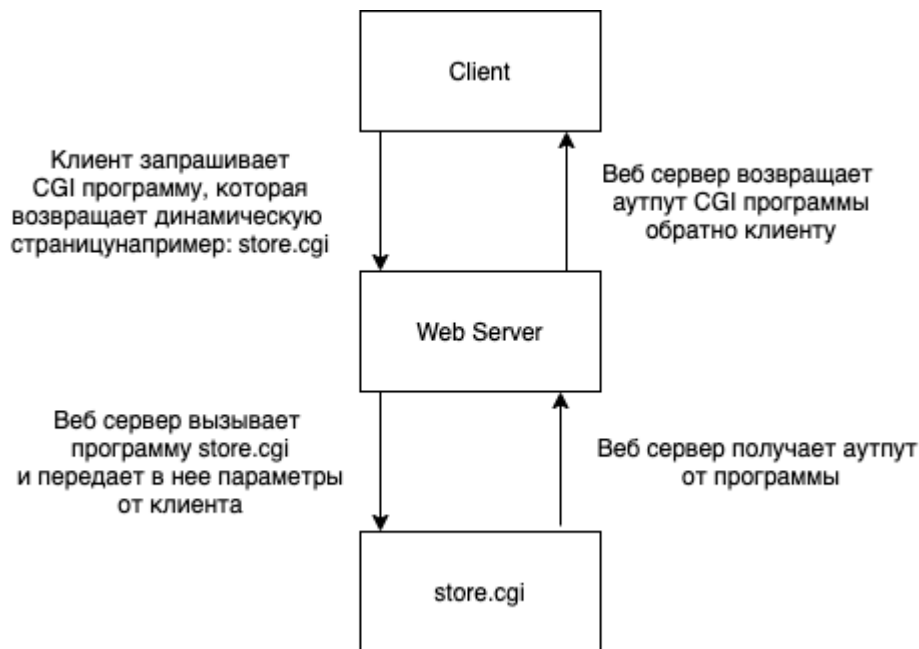 Client
Клиент запрашивает
CGI программу, которая
возвращает динамическую
страницунапример: store.cgi
Веб сервер возвращает
аутпут CGI программы
обратно клиенту
Web Server
Веб сервер вызывает
программу store.cgi
и передает в нее параметры
от клиента
Веб сервер получает аутпут
от программы
store.cgi